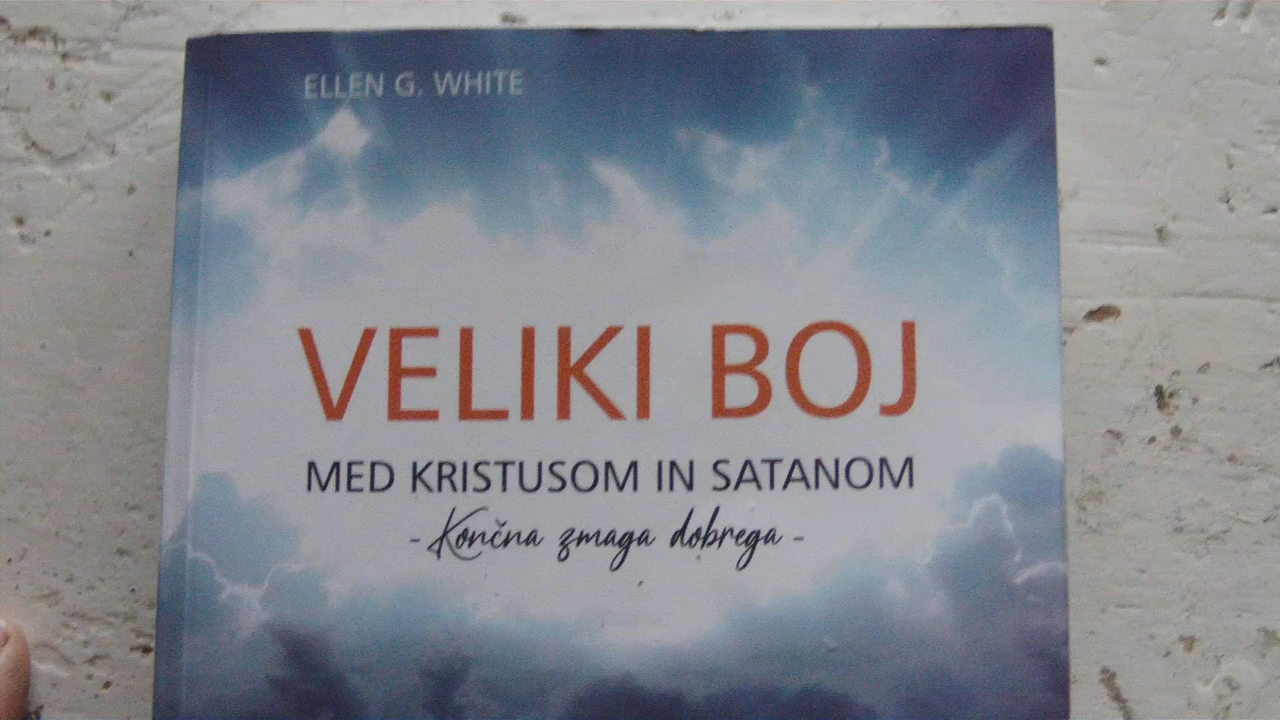 ELLEN G. WHITE
VELIKI BOJ
MED KRISTUSOM IN SATANOM
- Končna zmaga dobrega -